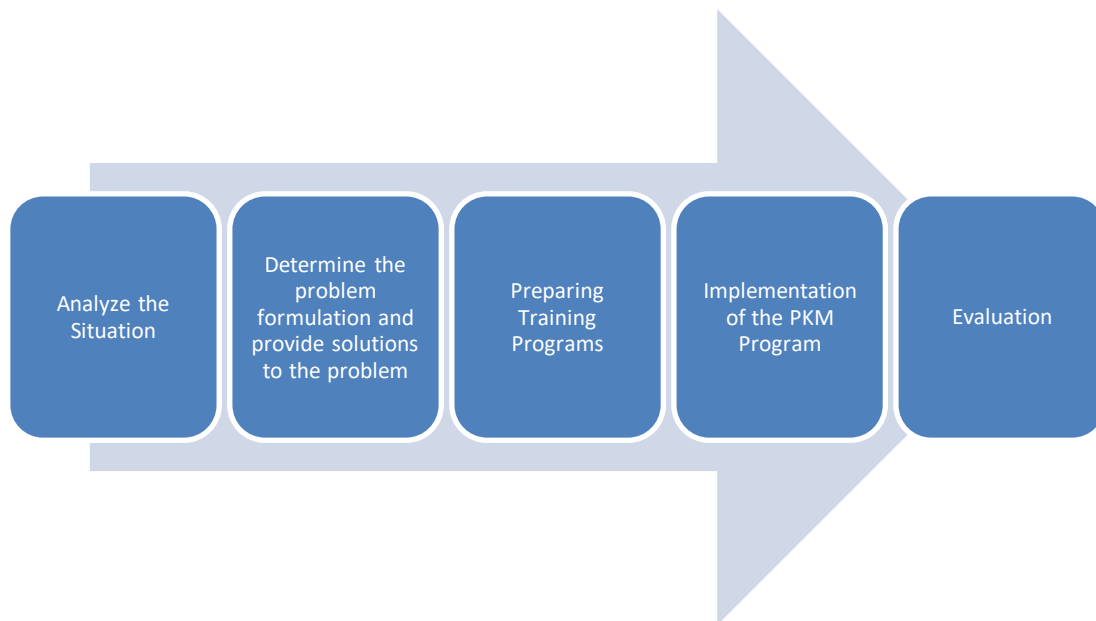 Analyze the
Situation
Determine the
problem
formulation and
provide solutions
to the problem
Preparing
Training
Programs
Implementation
of the PKM
Program
Evaluation